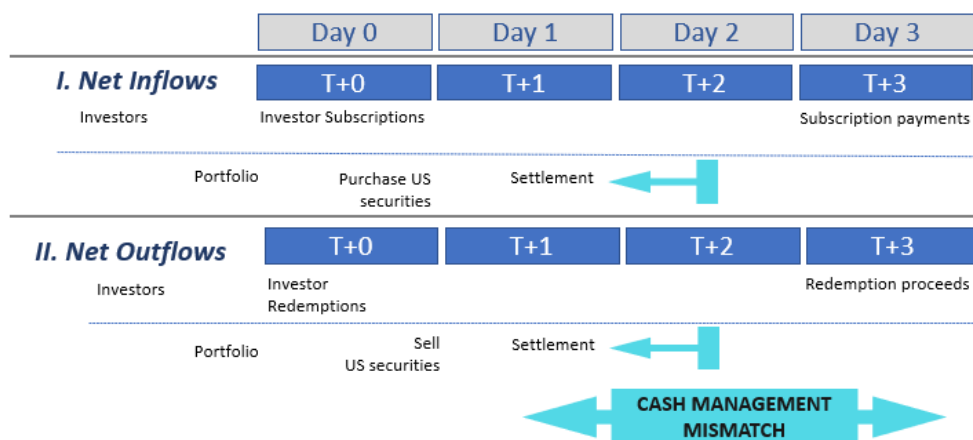 Day 0 Day 1 Day 2 Day 3
I. Net Inflows T+0 T+1 T+2 T+3
Investors Investor Subscriptions Subscription payments
Portfolio Purchase US Settlement
securities
II. Net Outflows T+0 T+1 T+2 T+3
Investors Investor Redemption proceeds
Redemptions
Portfolio Sell Settlement
US securities
CASH MANAGEMENT
MISMATCH